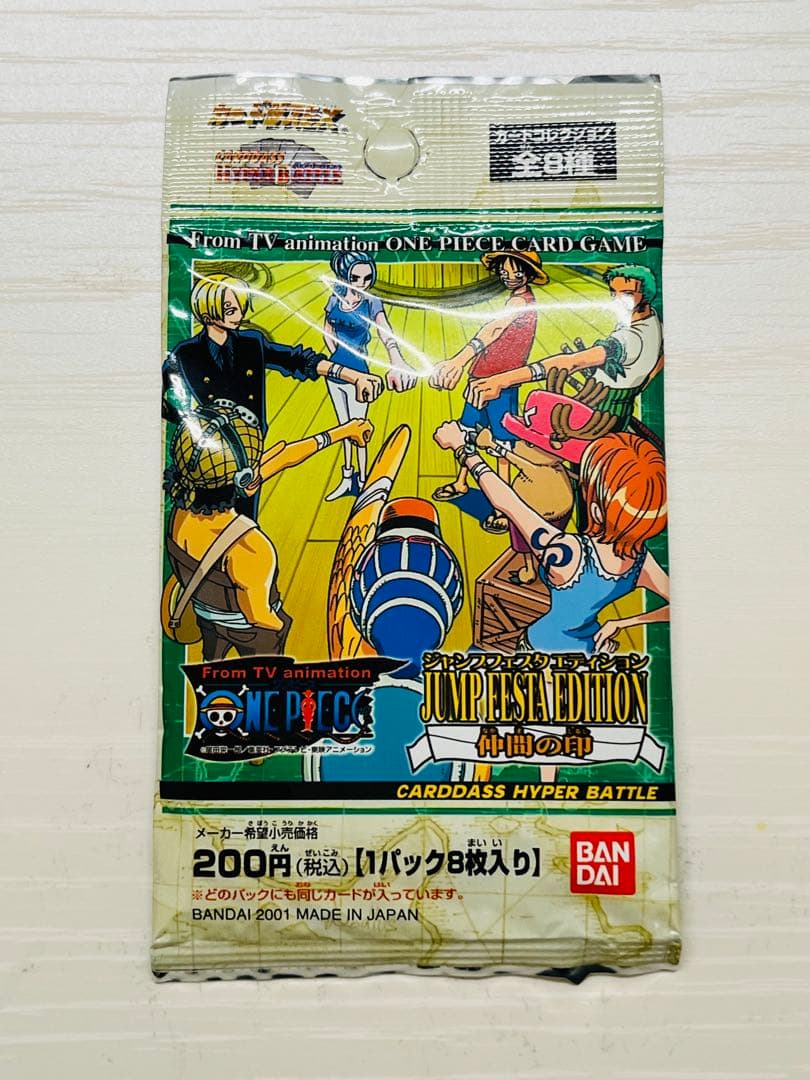 カードダスEX
CARDDASS
HYPER BATTLE
カードコレクション
全8種
From TV animation ONE PIECE CARD GAME
From TV animation
ONE PIECE
ジャンプフェスタ エディション
JUMP FESTA EDITION
仲間の印
CARDDASS HYPER BATTLE
メーカー希望小売価格
200円(税込)【1パック8枚入り】
※どのパックにも同じカードが入っています。
BANDAI 2001 MADE IN JAPAN
BAN
DAI